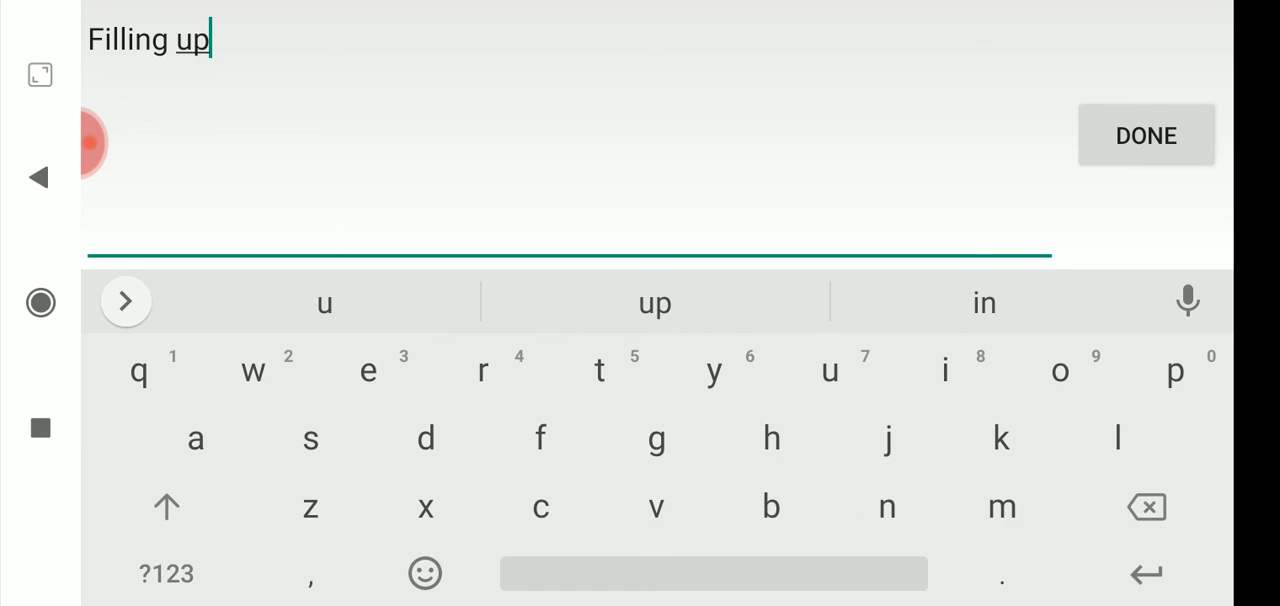 Filling up
DONE
u up in
q 1 w 2 e 3 r 4 t 5 y 6 u 7 i 8 o 9 p 0
a s d f g h j k l
z x c v b n m
?123 , .